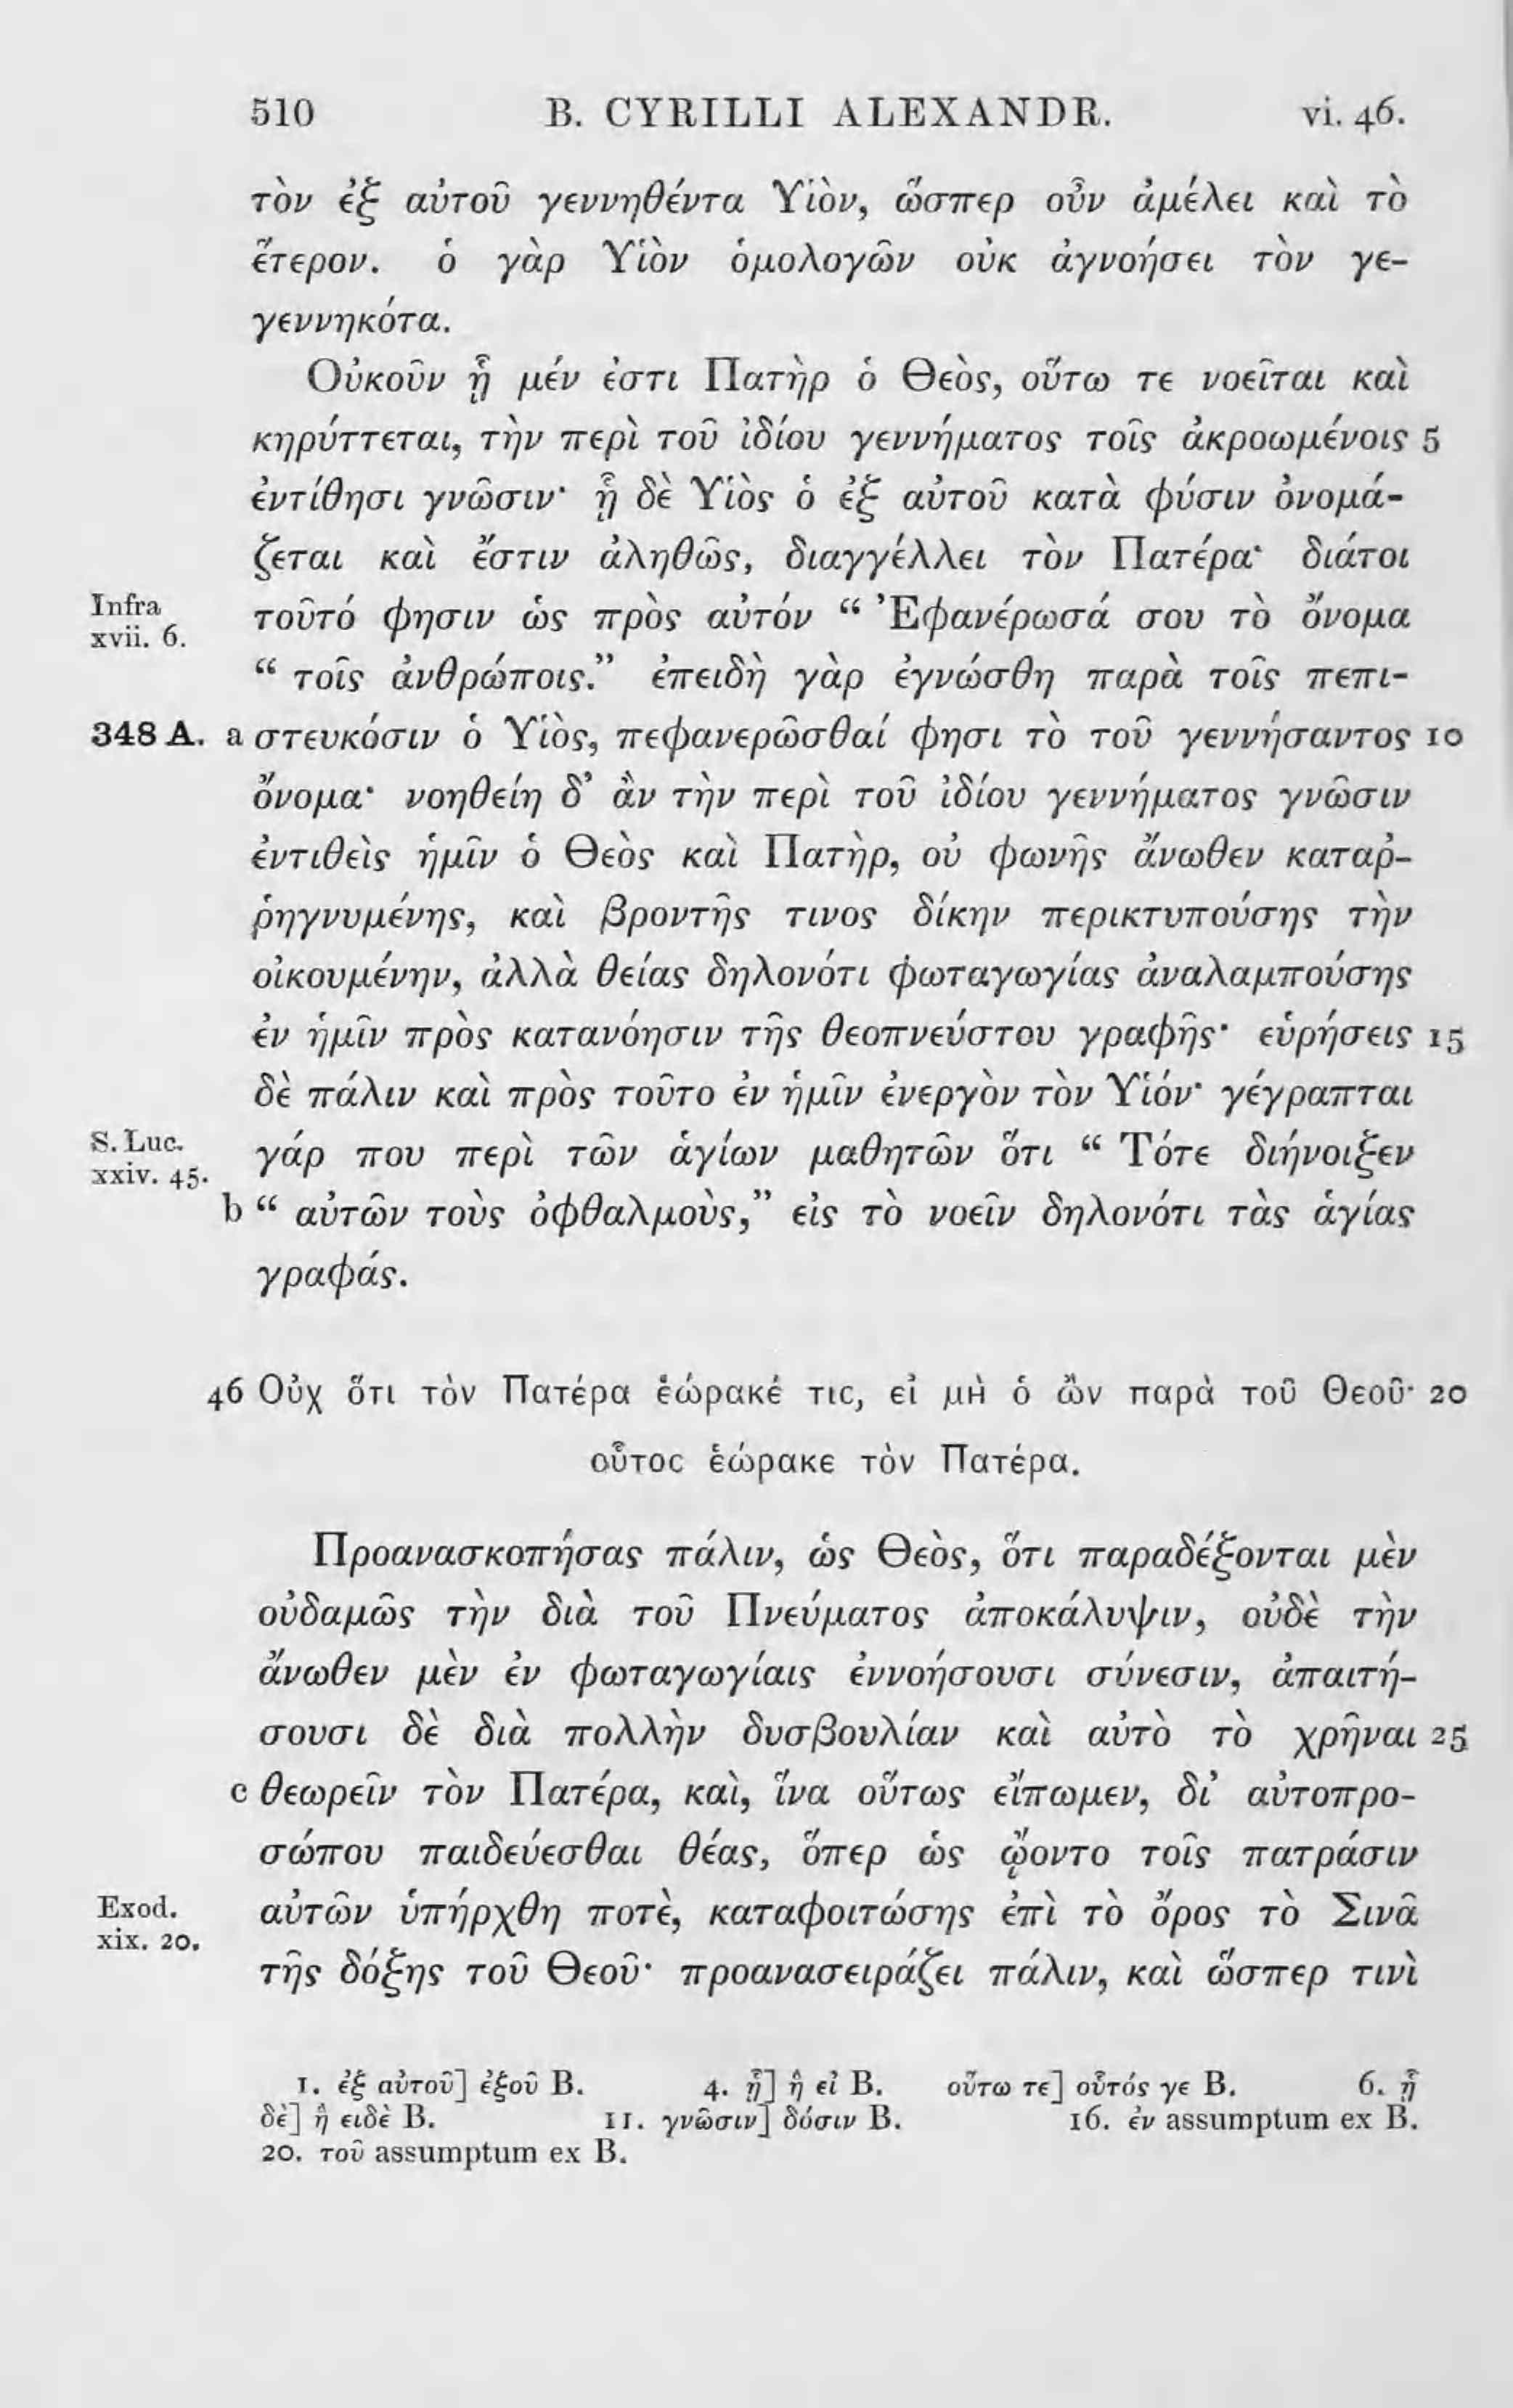 510 B. CYRILLI ALEXANDR. vi. 46.
τὸν ἐξ αὐτοῦ γεννηθέντα Υἱὸν, ὥσπερ οὖν ἀμέλει καὶ τὸ
ἕτερον. ὁ γὰρ Υἱὸν ὁμολογῶν οὐκ ἀγνοήσει τὸν γε-
γεννηκότα.
Οὐκοῦν ᾗ μέν ἐστι Πατὴρ ὁ Θεὸς, οὕτω τε νοεῖται καὶ
κηρύττεται, τὴν περὶ τοῦ ἰδίου γεννήματος τοῖς ἀκροωμένοις 5
ἐντίθησι γνῶσιν· ᾗ δὲ Υἱὸς ὁ ἐξ αὐτοῦ κατὰ φύσιν ὀνομά-
ζεται καὶ ἔστιν ἀληθῶς, διαγγέλλει τὸν Πατέρα· διάτοι
Infra τοῦτό φησιν ὡς πρὸς αὐτόν “ Ἐφανέρωσά σου τὸ ὄνομα
xvii. 6. “ τοῖς ἀνθρώποις.” ἐπειδὴ γὰρ ἐγνώσθη παρὰ τοῖς πεπι-
348 A. a στευκόσιν ὁ Υἱὸς, πεφανερῶσθαί φησι τὸ τοῦ γεννήσαντος 10
ὄνομα· νοηθείη δ’ ἂν τὴν περὶ τοῦ ἰδίου γεννήματος γνῶσιν
ἐντιθεὶς ἡμῖν ὁ Θεὸς καὶ Πατὴρ, οὐ φωνῆς ἄνωθεν καταῤ-
ῥηγνυμένης, καὶ βροντῆς τινος δίκην περικτυπούσης τὴν
οἰκουμένην, ἀλλὰ θείας δηλονότι φωταγωγίας ἀναλαμπούσης
ἐν ἡμῖν πρὸς κατανόησιν τῆς θεοπνεύστου γραφῆς· εὑρήσεις 15
δὲ πάλιν καὶ πρὸς τοῦτο ἐν ἡμῖν ἐνεργὸν τὸν Υἱόν· γέγραπται
S. Luc. γάρ που περὶ τῶν ἁγίων μαθητῶν ὅτι “ Τότε διήνοιξεν
xxiv. 45. b “ αὐτῶν τοὺς ὀφθαλμοὺς,” εἰς τὸ νοεῖν δηλονότι τὰς ἁγίας
γραφάς.
46 Οὐχ ὅτι τὸν Πατέρα ἑώρακέ τις, εἰ μὴ ὁ ὢν παρὰ τοῦ Θεοῦ· 20
οὗτος ἑώρακε τὸν Πατέρα.
Προανασκοπήσας πάλιν, ὡς Θεὸς, ὅτι παραδέξονται μὲν
οὐδαμῶς τὴν διὰ τοῦ Πνεύματος ἀποκάλυψιν, οὐδὲ τὴν
ἄνωθεν μὲν ἐν φωταγωγίαις ἐννοήσουσι σύνεσιν, ἀπαιτή-
σουσι δὲ διὰ πολλὴν δυσβουλίαν καὶ αὐτὸ τὸ χρῆναι 25
c θεωρεῖν τὸν Πατέρα, καὶ, ἵνα οὕτως εἴπωμεν, δι’ αὐτοπρο-
σώπου παιδεύεσθαι θέας, ὅπερ ὡς ᾤοντο τοῖς πατράσιν
Exod. αὐτῶν ὑπήρχθη ποτὲ, καταφοιτώσης ἐπὶ τὸ ὄρος τὸ Σινᾶ
xix. 20. τῆς δόξης τοῦ Θεοῦ· προανασειράζει πάλιν, καὶ ὥσπερ τινὶ
1. ἐξ αὐτοῦ] ἐξοῦ B. 4. ᾗ] ἢ εἰ B. οὕτω τε] οὗτός γε B. 6. ᾗ
δὲ] ἢ ειδὲ B. 11. γνῶσιν] δόσιν B. 16. ἐν assumptum ex B.
20. τοῦ assumptum ex B.